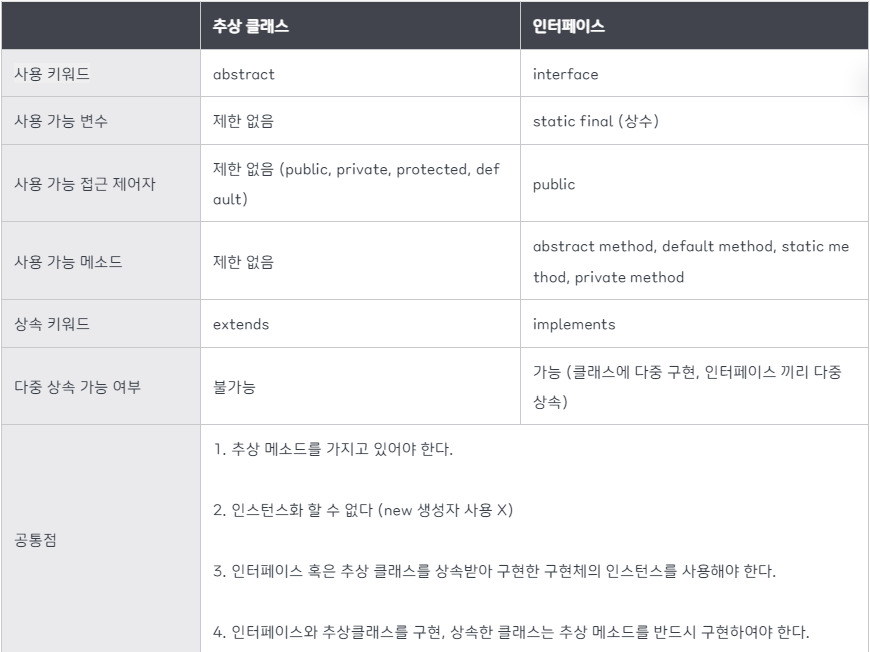 추상 클래스 인터페이스
사용 키워드 abstract interface
사용 가능 변수 제한 없음 static final (상수)
사용 가능 접근 제어자 제한 없음 (public, private, protected, def
ault) public
사용 가능 메소드 제한 없음 abstract method, default method, static me
thod, private method
상속 키워드 extends implements
다중 상속 가능 여부 불가능 가능 (클래스에 다중 구현, 인터페이스 끼리 다중
상속)
공통점
1. 추상 메소드를 가지고 있어야 한다.
2. 인스턴스화 할 수 없다 (new 생성자 사용 X)
3. 인터페이스 혹은 추상 클래스를 상속받아 구현한 구현체의 인스턴스를 사용해야 한다.
4. 인터페이스와 추상클래스를 구현, 상속한 클래스는 추상 메소드를 반드시 구현하여야 한다.